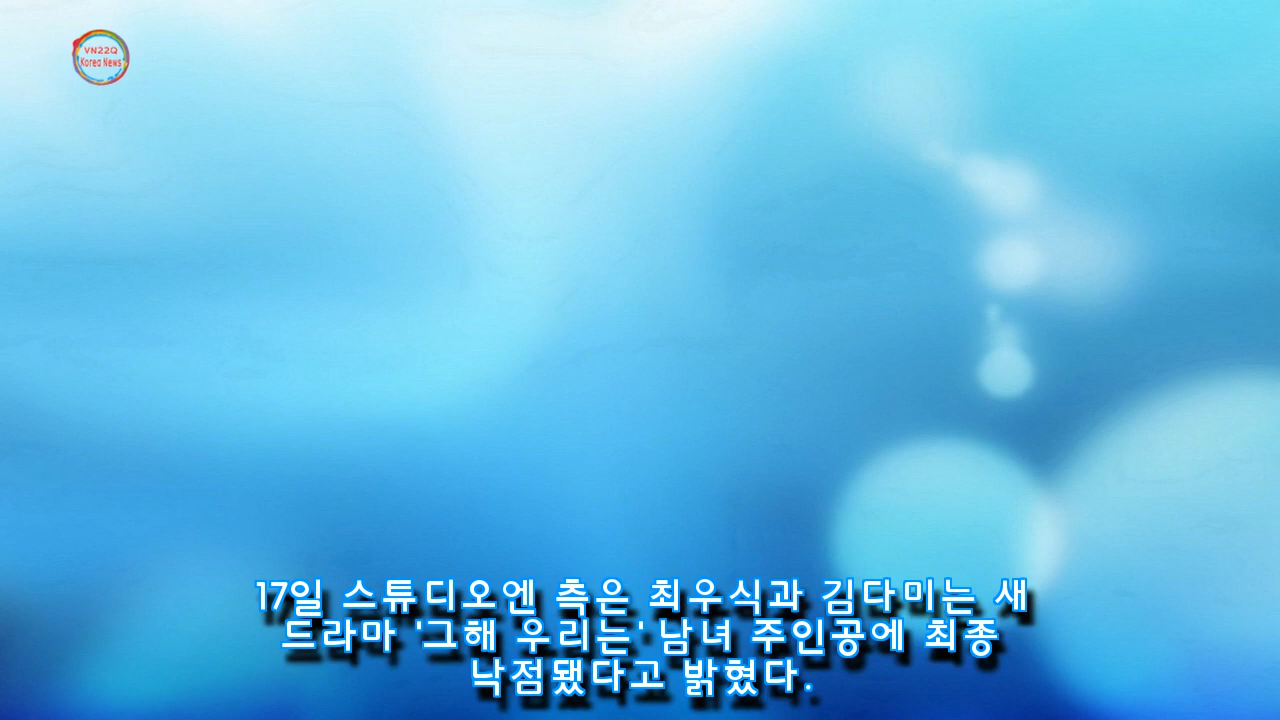 VN22Q
Korea News
17일 스튜디오엔 측은 최우식과 김다미는 새
드라마 '그해 우리는' 남녀 주인공에 최종
낙점됐다고 밝혔다.